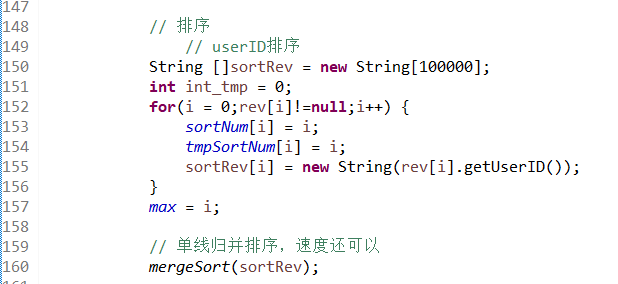 147
148 // 排序
149 // userID排序
150 String []sortRev = new String[100000];
151 int int_tmp = 0;
152 for(i = 0;rev[i]!=null;i++) {
153 sortNum[i] = i;
154 tmpSortNum[i] = i;
155 sortRev[i] = new String(rev[i].getUserID());
156 }
157 max = i;
158
159 // 单线归并排序，速度还可以
160 mergeSort(sortRev);